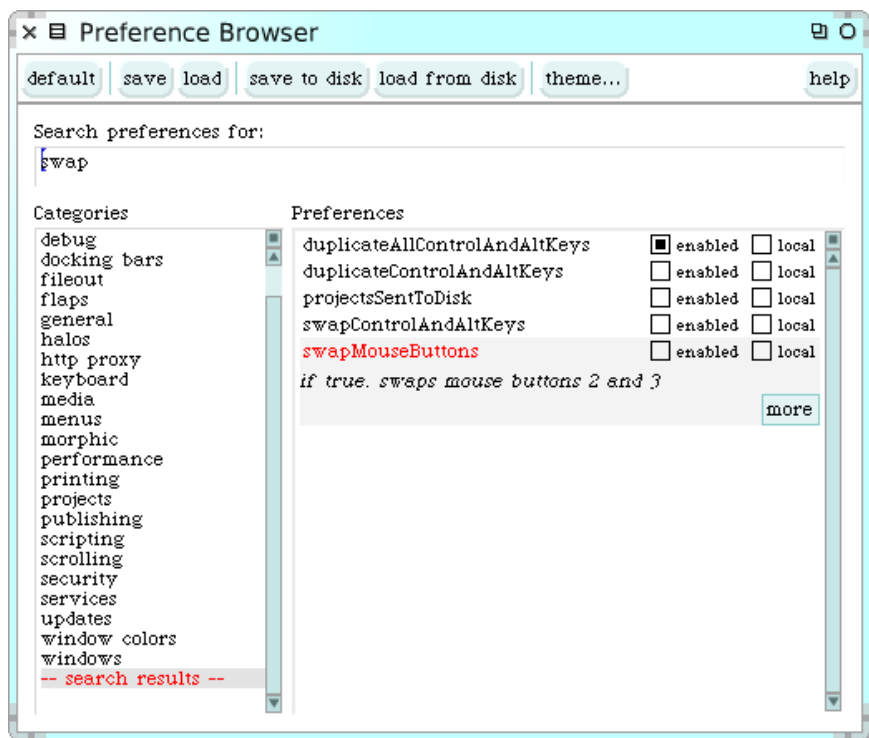 Preference Browser
default save load save to disk load from disk theme... help
Search preferences for:
swap
Categories
debug
docking bars
fileout
flaps
general
halos
http proxy
keyboard
media
menus
morphic
performance
printing
projects
publishing
scripting
scrolling
security
services
updates
window colors
windows
-- search results --
Preferences
duplicateAllControlAndAltKeys enabled local
duplicateControlAndAltKeys enabled local
projectsSentToDisk enabled local
swapControlAndAltKeys enabled local
swapMouseButtons enabled local
if true, swaps mouse buttons 2 and 3
more